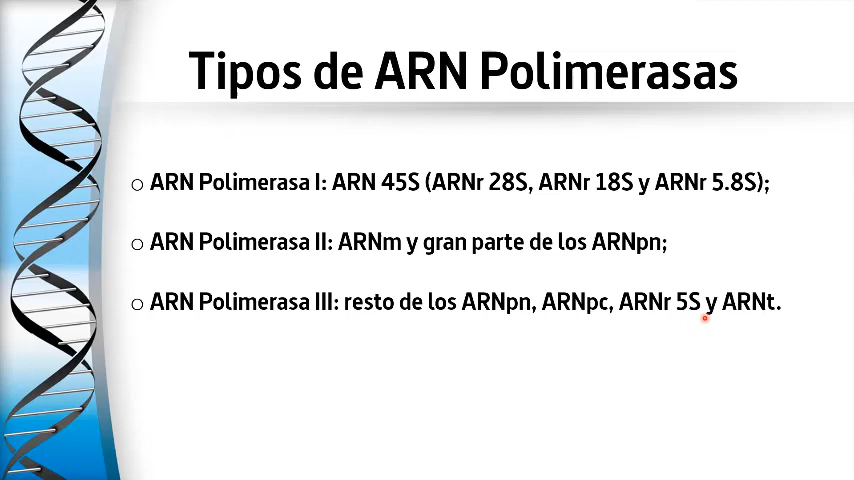 Tipos de ARN Polimerasas
○ ARN Polimerasa I: ARN 45S (ARNr 28S, ARNr 18S y ARNr 5.8S);
○ ARN Polimerasa II: ARNm y gran parte de los ARNpn;
○ ARN Polimerasa III: resto de los ARNpn, ARNpc, ARNr 5S y ARNt.